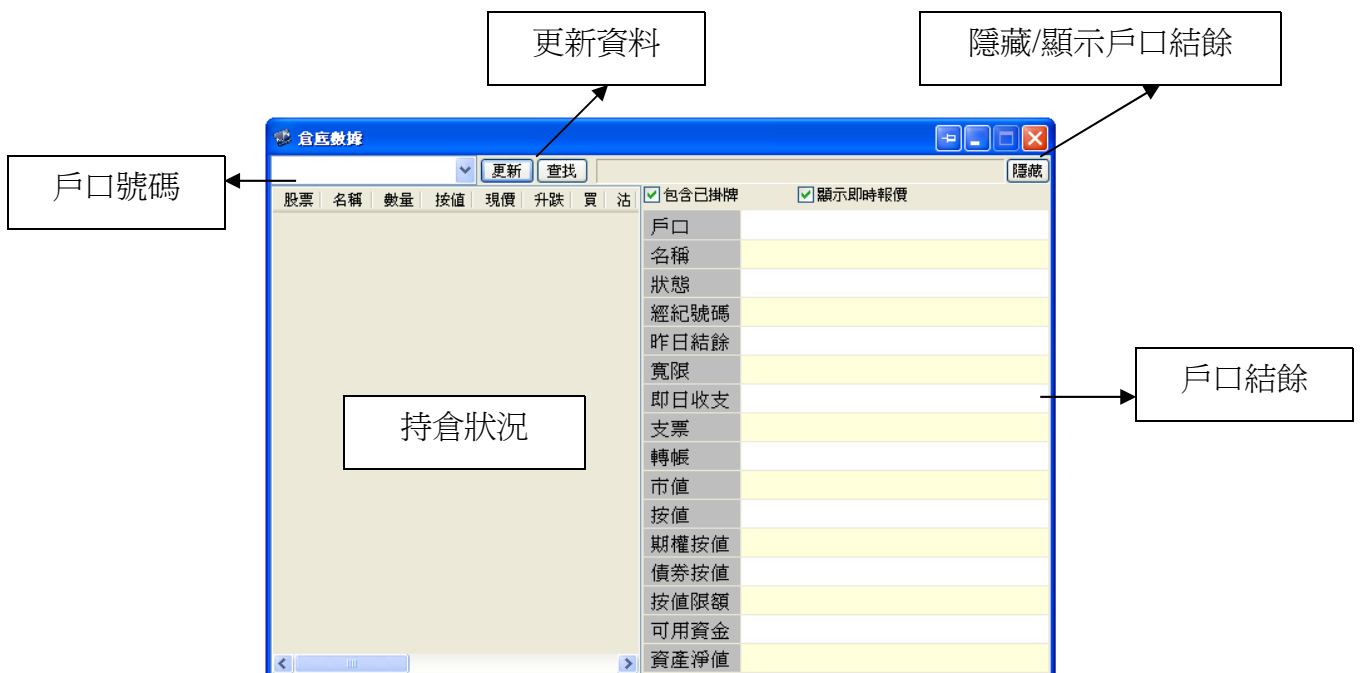 更新資料
隱藏/顯示戶口結餘
倉底數據
戶口號碼
更新 查找 隱藏
股票 名稱 數量 按值 現價 升跌 買 沽
包含已掛牌 顯示即時報價
戶口
名稱
狀態
經紀號碼
昨日結餘
寬限
即日收支
支票
轉帳
市值
按值
期權按值
債券按值
按值限額
可用資金
資產淨值
持倉狀況
戶口結餘